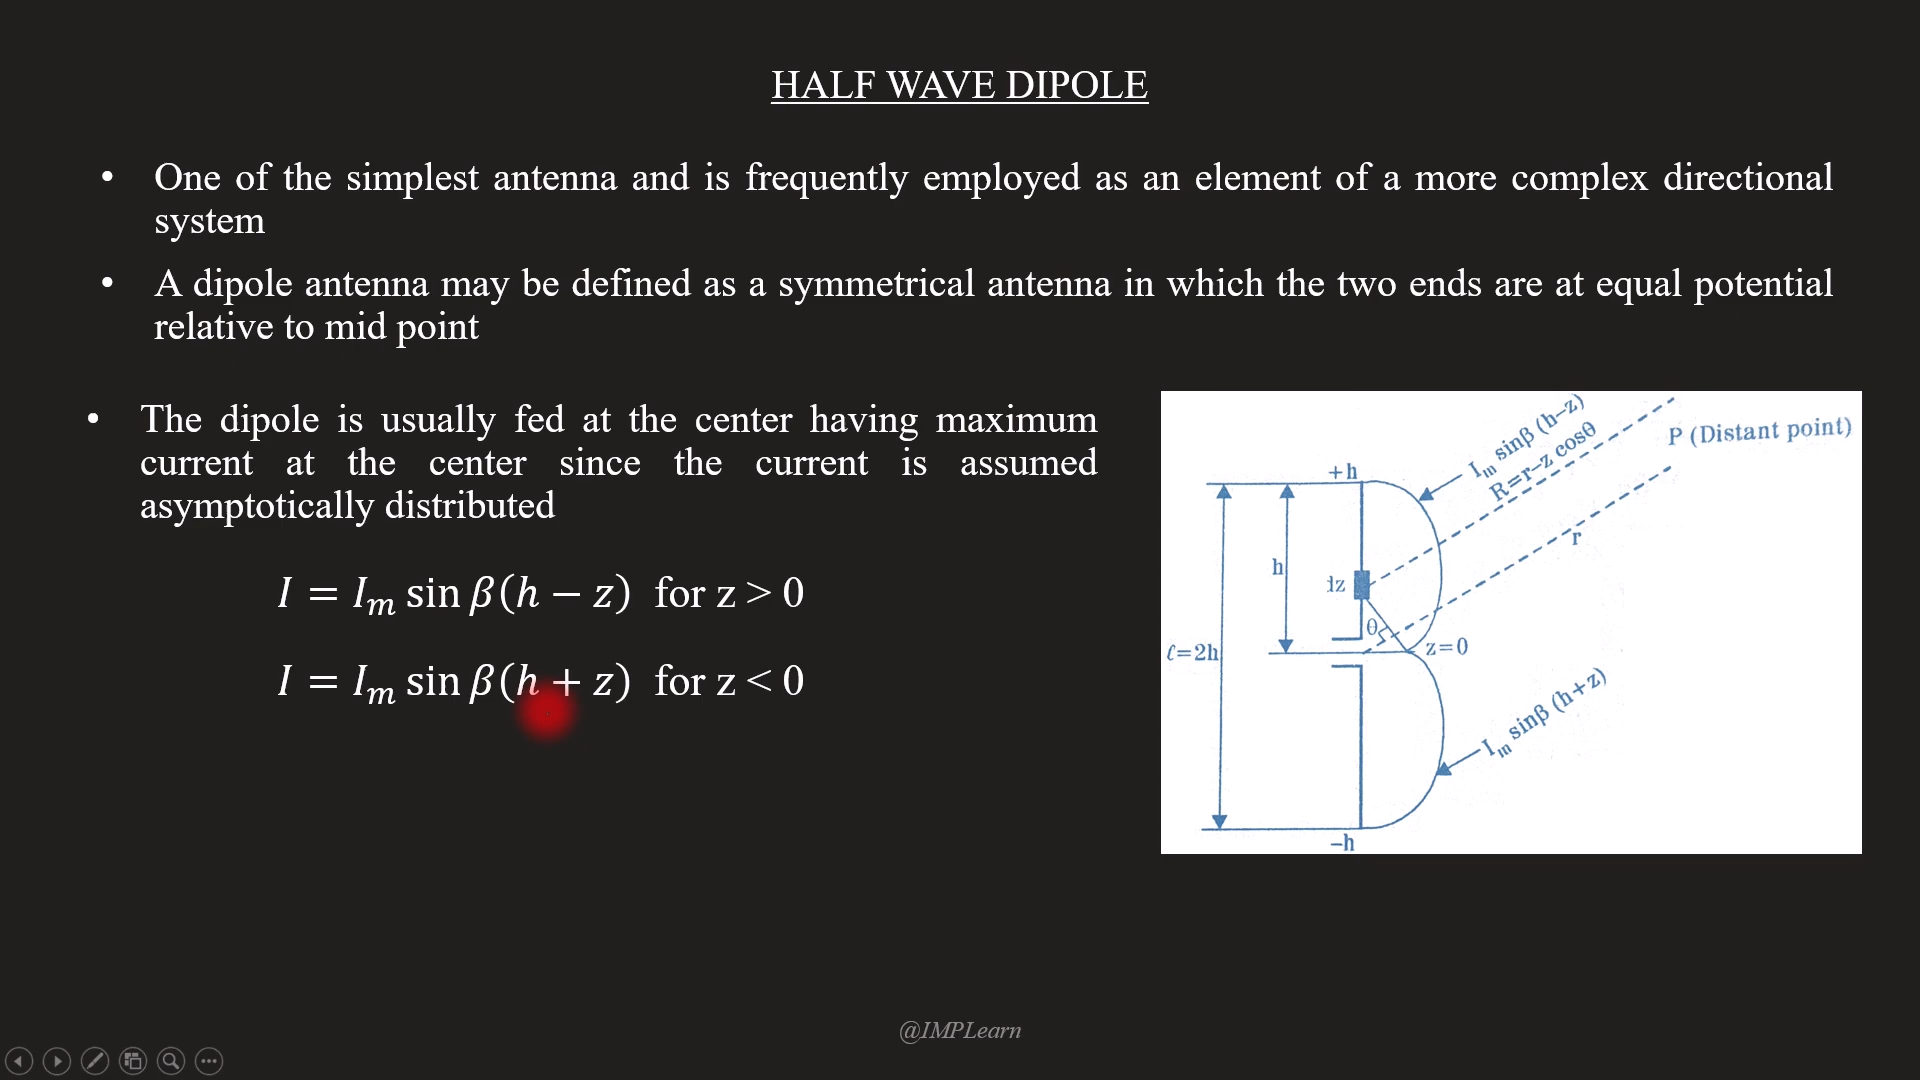 HALF WAVE DIPOLE
• One of the simplest antenna and is frequently employed as an element of a more complex directional
system
• A dipole antenna may be defined as a symmetrical antenna in which the two ends are at equal potential
relative to mid point
• The dipole is usually fed at the center having maximum
current at the center since the current is assumed
asymptotically distributed
I = Iₘ sin β(h − z) for z > 0
I = Iₘ sin β(h + z) for z < 0
Iₘ sinβ (h−z)
R=r−z cosθ
P (Distant point)
+h
r
h
dz
θ
z=0
ℓ=2h
Iₘ sinβ (h+z)
−h
@IMPLearn